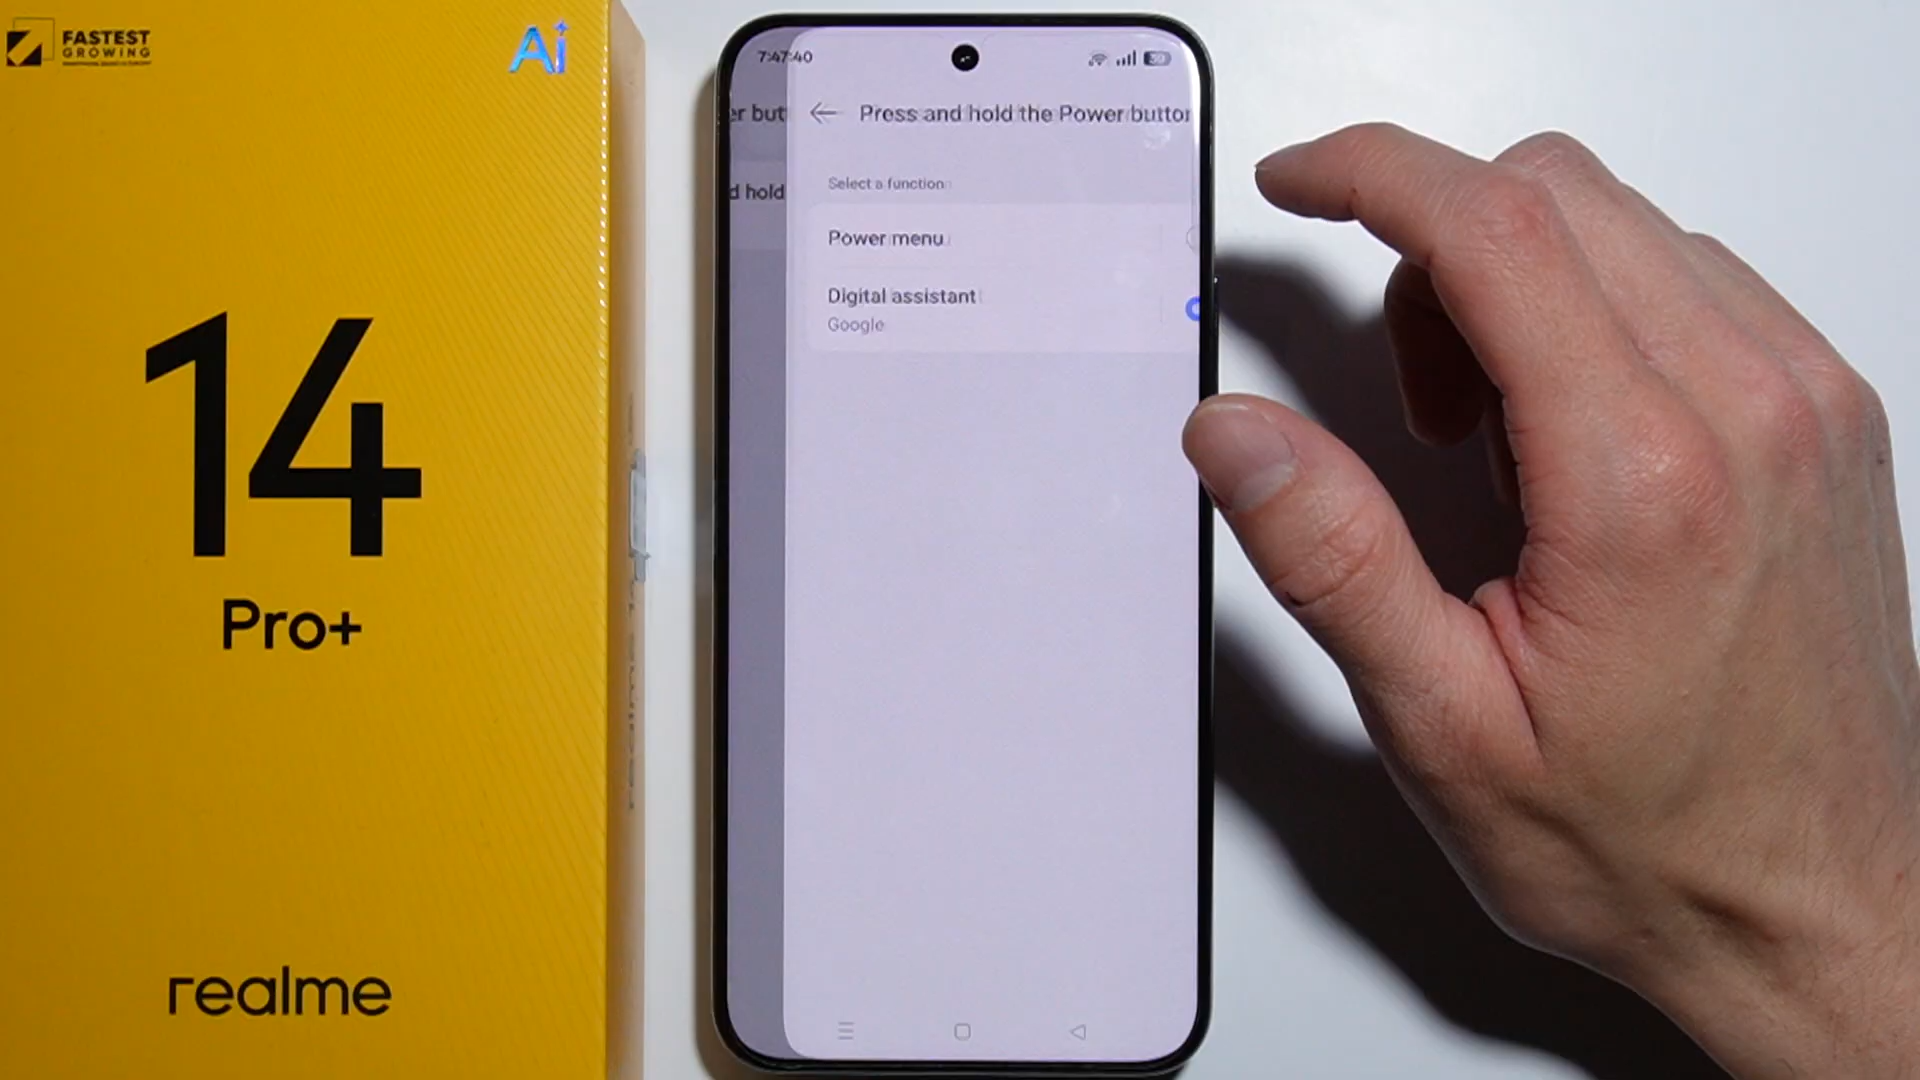 FASTEST
GROWING
Ai
14
Pro+
realme
7:47:40
er but
Press and hold the Power button
d hold
Select a function
Power menu
Digital assistant
Google